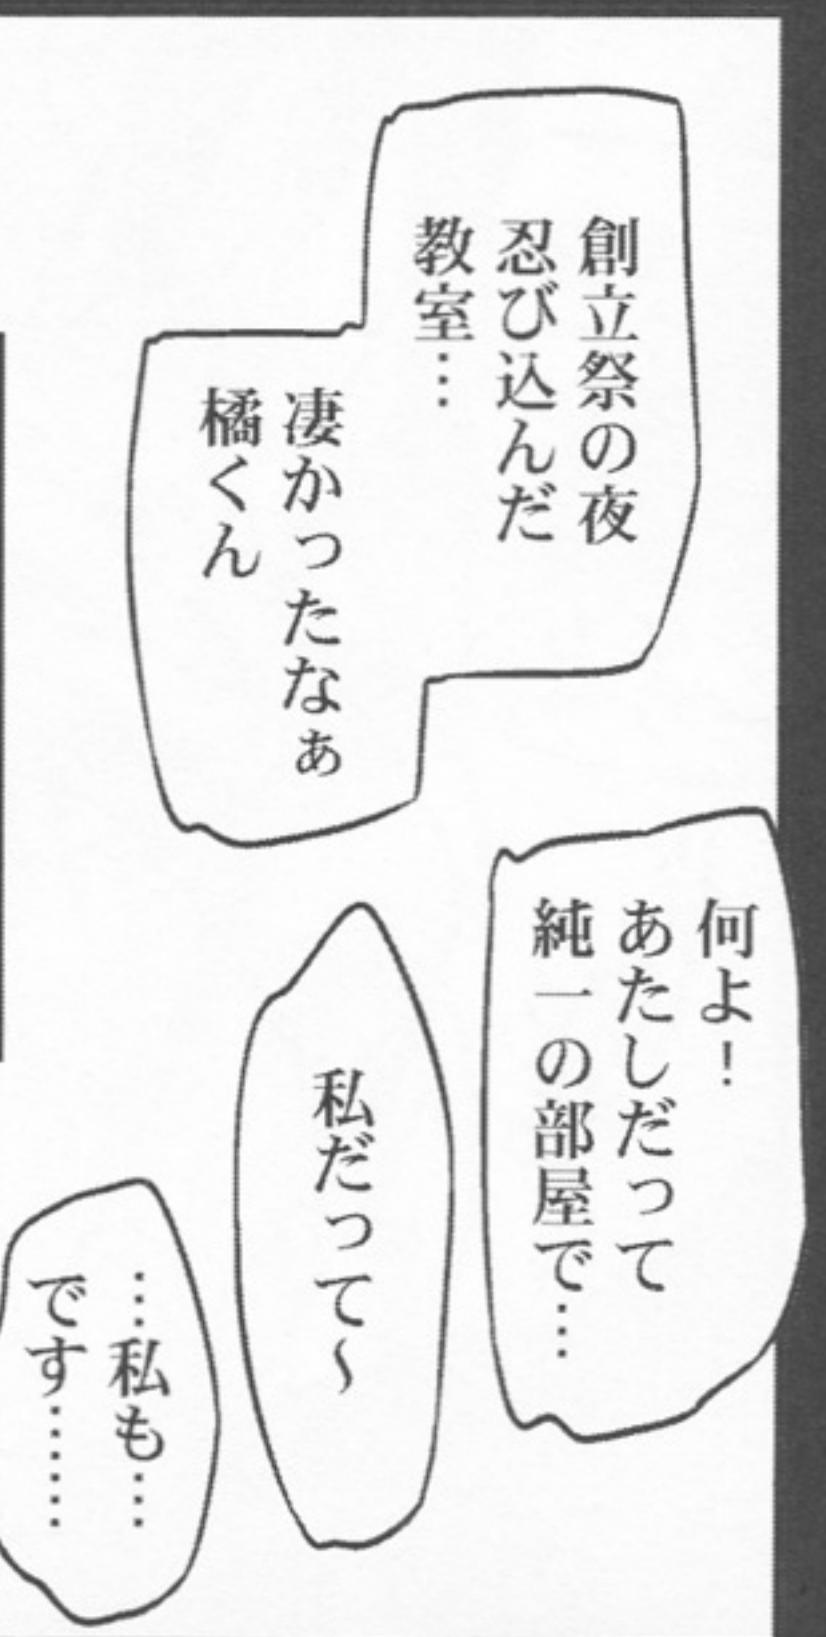 創立祭の夜
忍び込んだ
教室…
凄かったなぁ
橘くん
何よ！
あたしだって
純一の部屋で…
私だって～
…私も…
です……